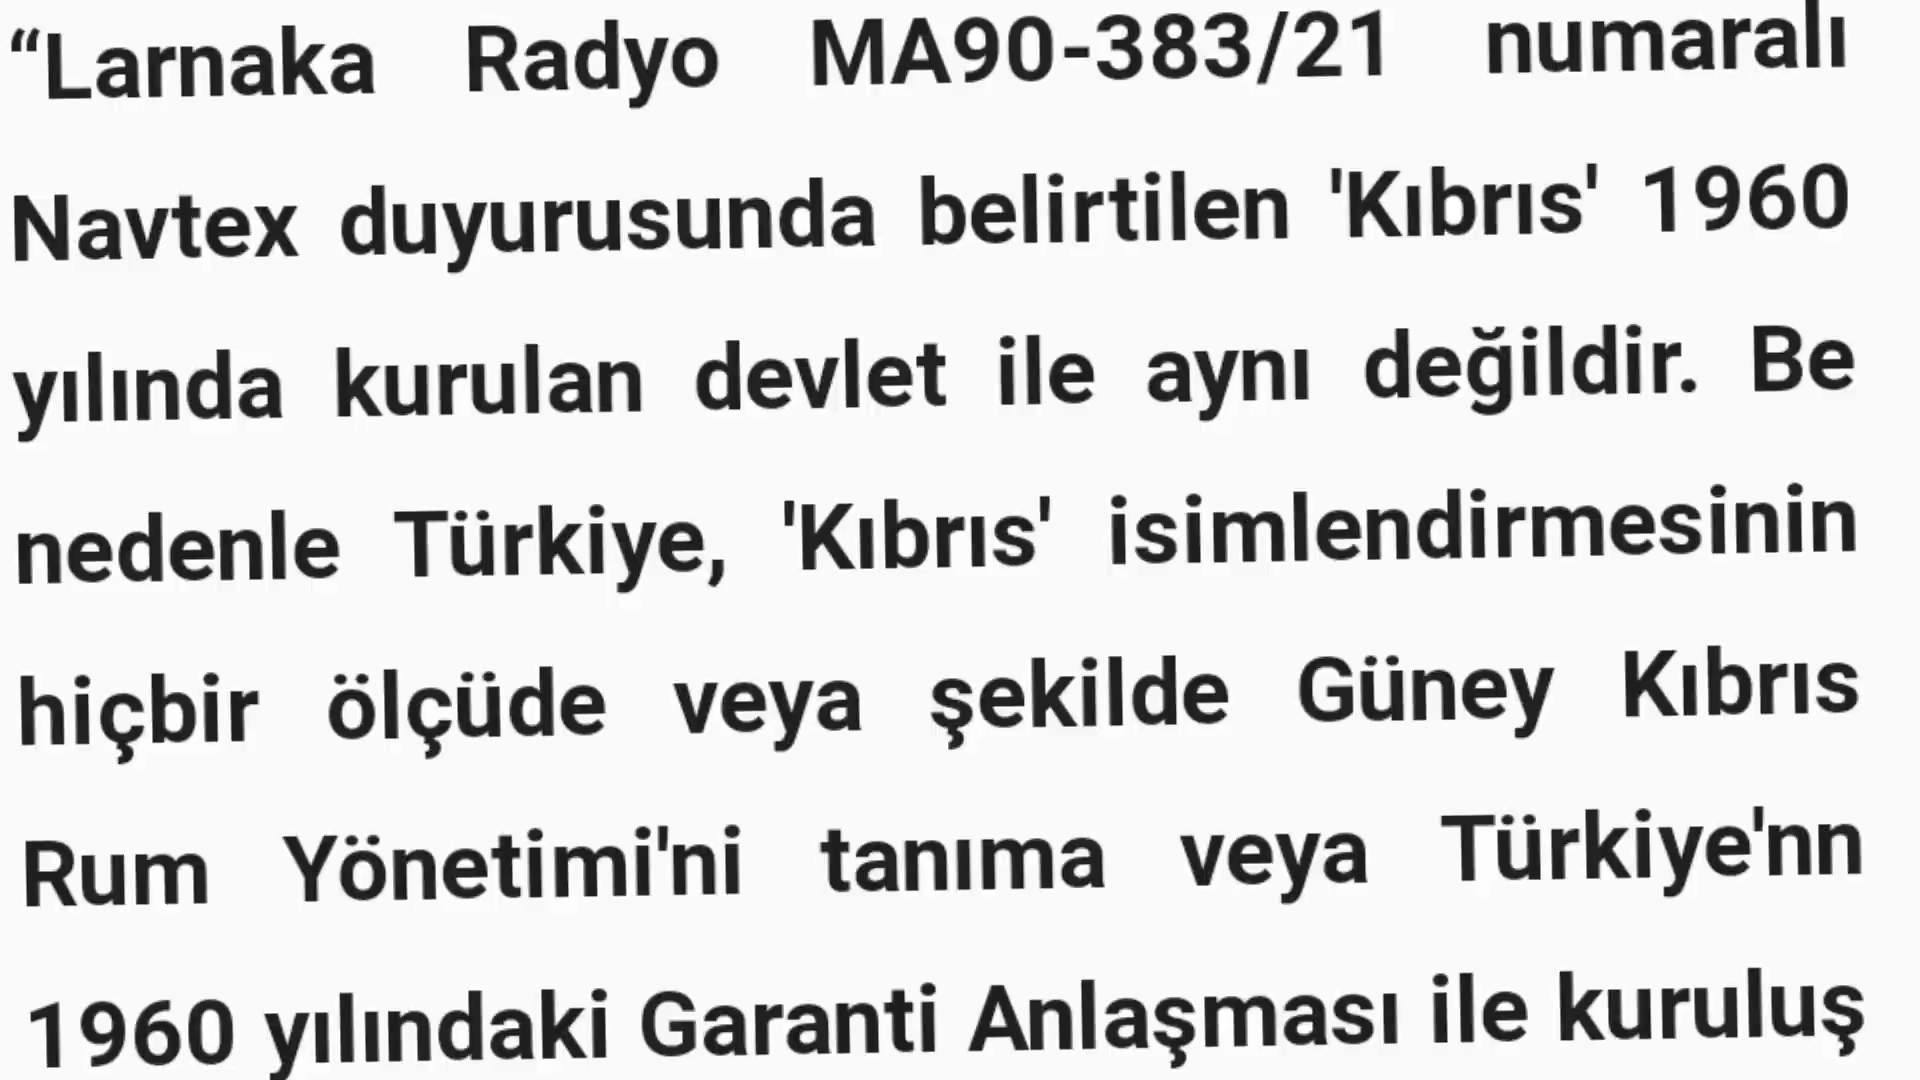 “Larnaka Radyo MA90-383/21 numaralı
Navtex duyurusunda belirtilen 'Kıbrıs' 1960
yılında kurulan devlet ile aynı değildir. Be
nedenle Türkiye, 'Kıbrıs' isimlendirmesinin
hiçbir ölçüde veya şekilde Güney Kıbrıs
Rum Yönetimi'ni tanıma veya Türkiye'nn
1960 yılındaki Garanti Anlaşması ile kuruluş